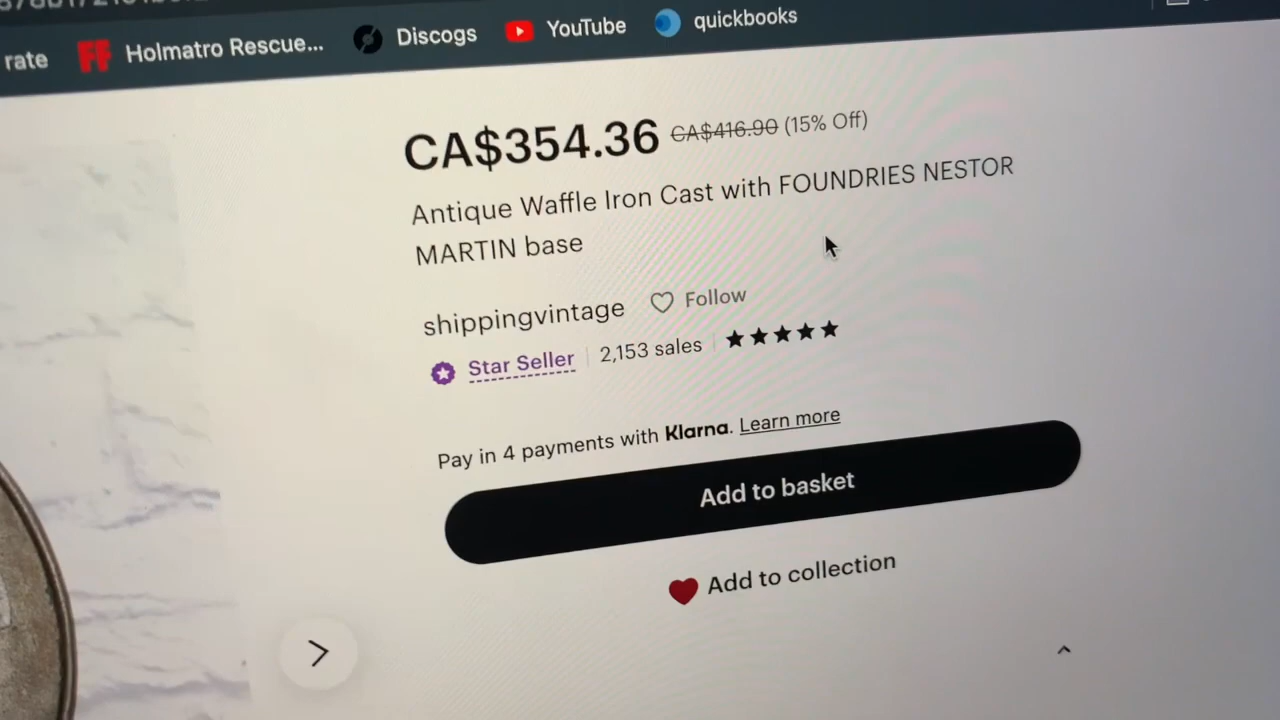 rate Holmatro Rescue... Discogs YouTube quickbooks
CA$354.36 CA$416.90 (15% Off)
Antique Waffle Iron Cast with FOUNDRIES NESTOR
MARTIN base
shippingvintage Follow
Star Seller 2,153 sales
Pay in 4 payments with Klarna. Learn more
Add to basket
Add to collection